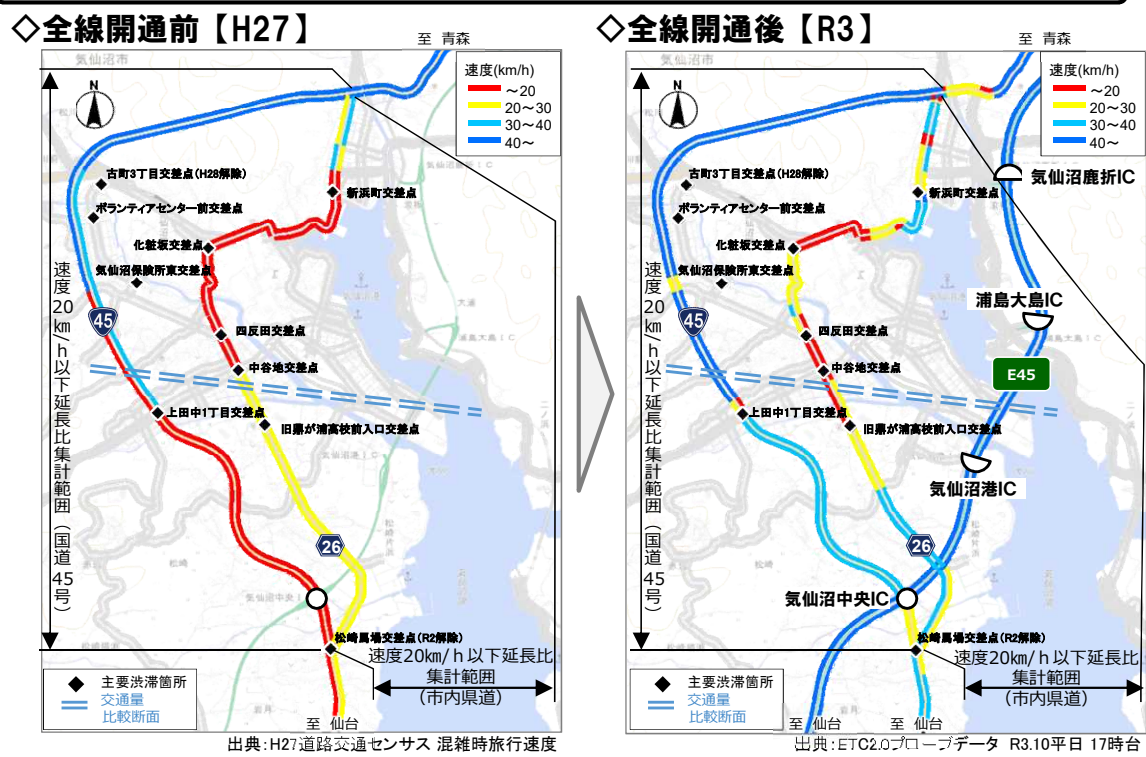 ◇全線開通前【H27】
至 青森
気仙沼市
速度(km/h)
～20
20～30
30～40
40～
N
古町3丁目交差点(H28解除)
ボランティアセンター前交差点
新浜町交差点
化粧坂交差点
気仙沼保険所東交差点
速度20km/h以下延長比集計範囲(国道45号)
45
四反田交差点
中谷地交差点
上田中1丁目交差点
旧鼎が浦高校前入口交差点
26
松崎
気仙沼中央I
松崎馬場交差点(R2解除)
速度20km/h以下延長比
集計範囲
(市内県道)
主要渋滞箇所
交通量
比較断面
岩月
至 仙台
出典:H27道路交通センサス 混雑時旅行速度
◇全線開通後【R3】
至 青森
気仙沼市
速度(km/h)
～20
20～30
30～40
40～
N
古町3丁目交差点(H28解除)
ボランティアセンター前交差点
新浜町交差点
気仙沼鹿折IC
化粧坂交差点
気仙沼保険所東交差点
速度20km/h以下延長比集計範囲(国道45号)
45
浦島大島IC
四反田交差点
中谷地交差点
E45
上田中1丁目交差点
旧鼎が浦高校前入口交差点
気仙沼港IC
26
松崎
気仙沼中央IC
松崎馬場交差点(R2解除)
速度20km/h以下延長比
集計範囲
(市内県道)
主要渋滞箇所
交通量
比較断面
岩月
至 仙台
至 仙台
出典:ETC2.0プローブデータ R3.10平日 17時台